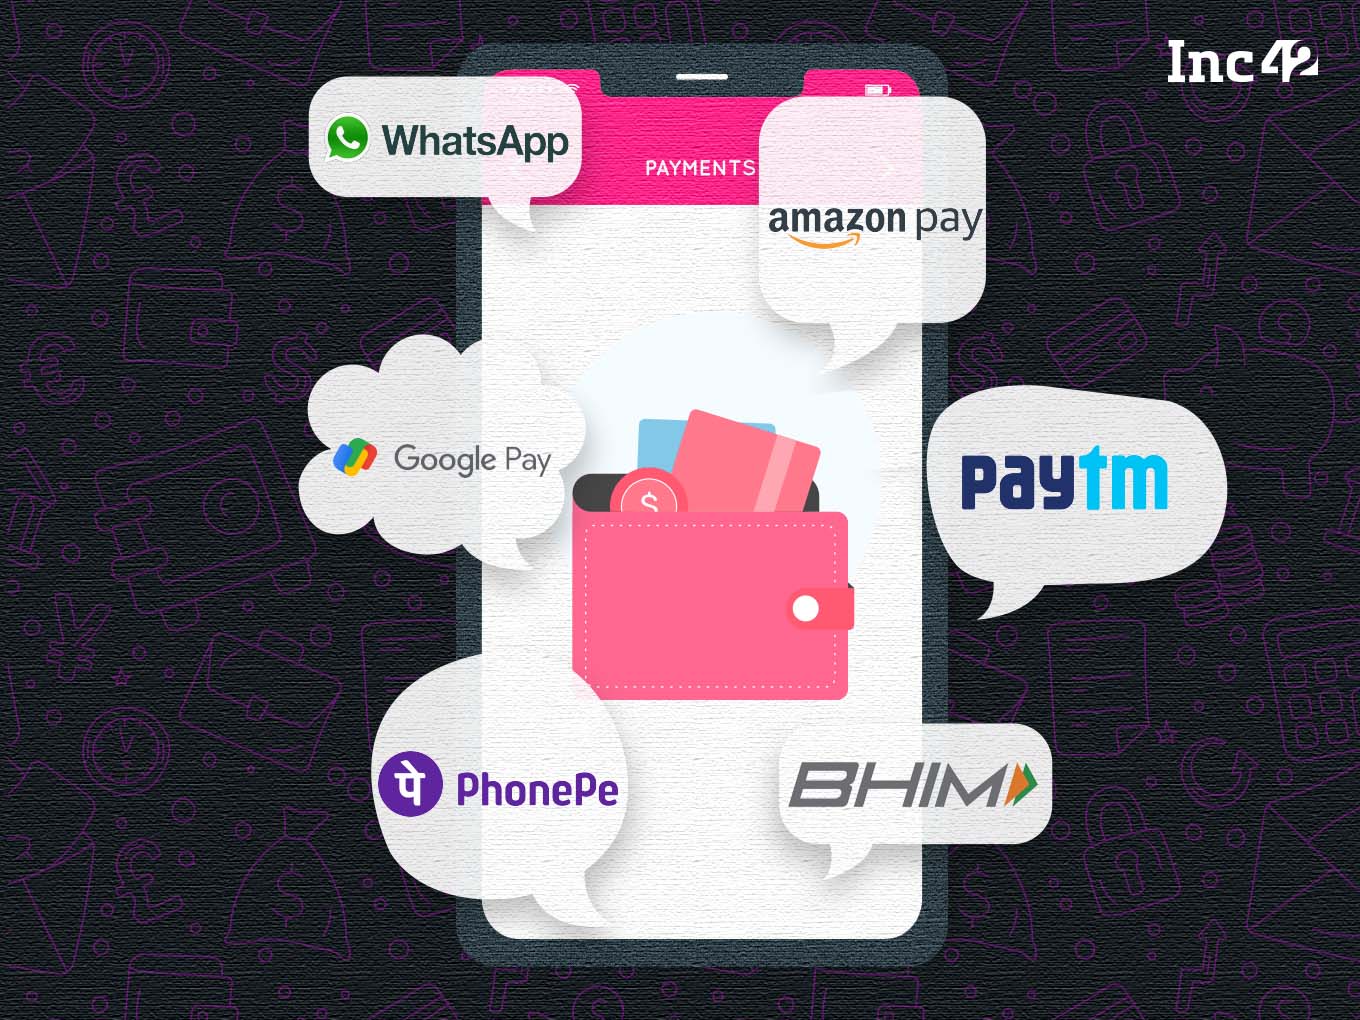 Inc42
WhatsApp
PAYMENTS
amazon pay
Google Pay
paytm
$
पे PhonePe
BHIM